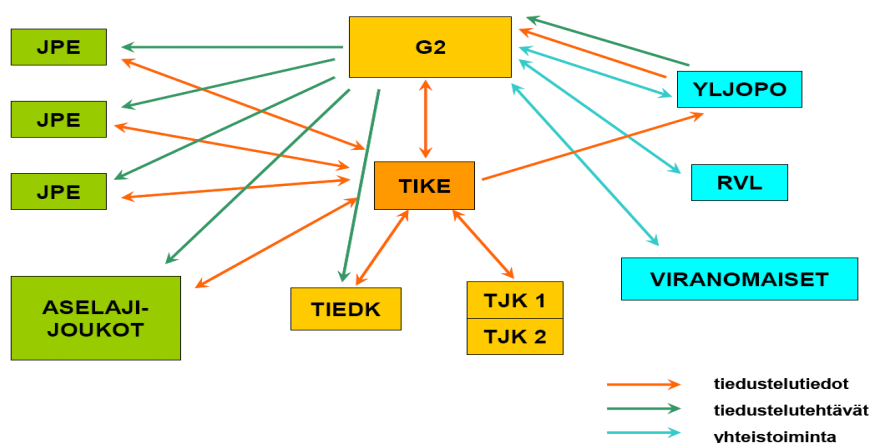 G2
JPE
YLJOPO
JPE
TIKE
RVL
JPE
VIRANOMAISET
ASELAJI-
JOUKOT
TIEDK
TJK 1
TJK 2
tiedustelutiedot
tiedustelutehtävät
yhteistoiminta